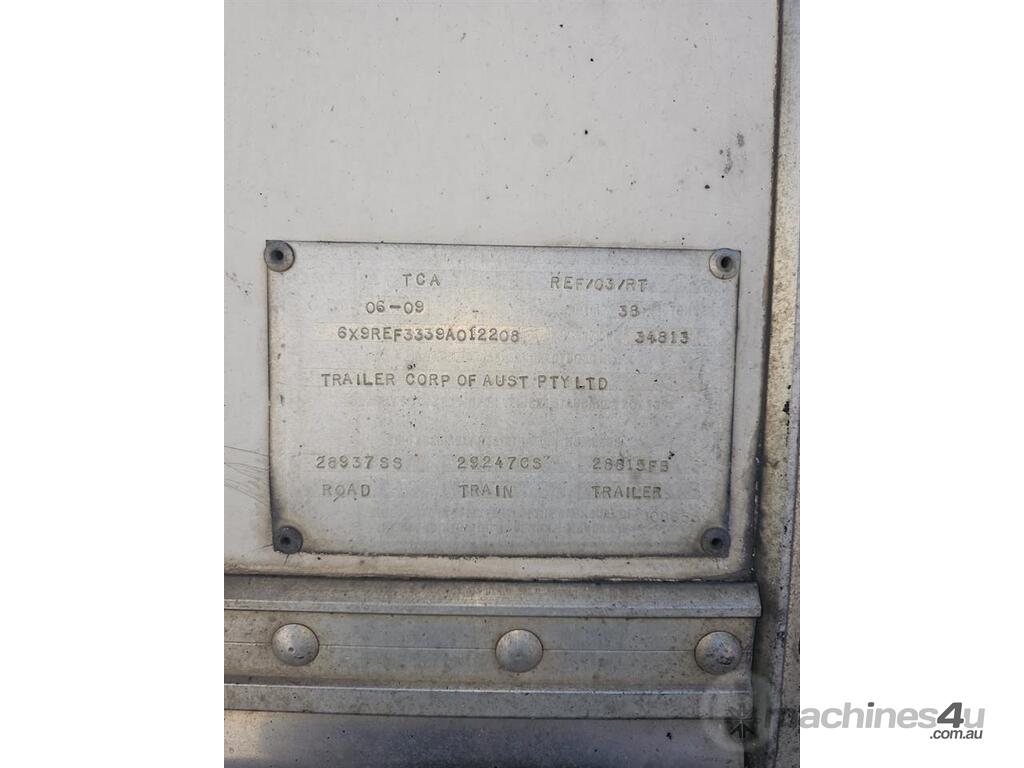 TCA REF/03/RT
06-09 38
6X9REF3339A012208 34813
TRAILER CORP OF AUST PTY LTD
28937SS 29247CS 28813FB
ROAD TRAIN TRAILER
machines4u
.com.au